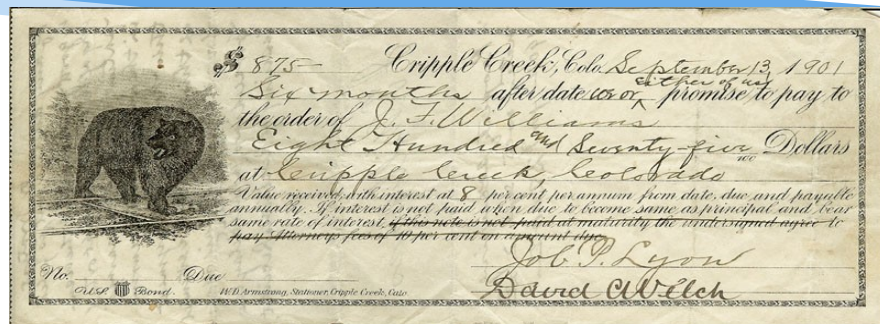 $ 875 — Cripple Creek, Colo. September 13, 1901
either of us
Six months after date we or promise to pay to
the order of J. F. Williams
Eight Hundred and Seventy-five Dollars
at Cripple Creek, Colorado
Value received with interest at 8 per cent per annum from date, due and payable
annually. If interest is not paid when due to become same as principal and bear
same rate of interest. if this note is not paid at maturity the undersigned agree to
pay Attorneys fees of 10 per cent on amount due.
Job P. Lyon
No. Due
David C Welch
U.S.R. Bond. W.D. Armstrong, Stationer, Cripple Creek, Colo.